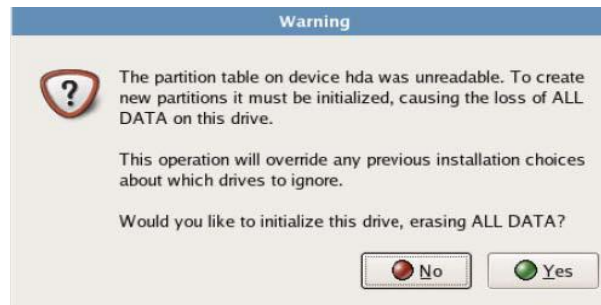 Warning
The partition table on device hda was unreadable. To create
new partitions it must be initialized, causing the loss of ALL
DATA on this drive.
This operation will override any previous installation choices
about which drives to ignore.
Would you like to initialize this drive, erasing ALL DATA?
No Yes